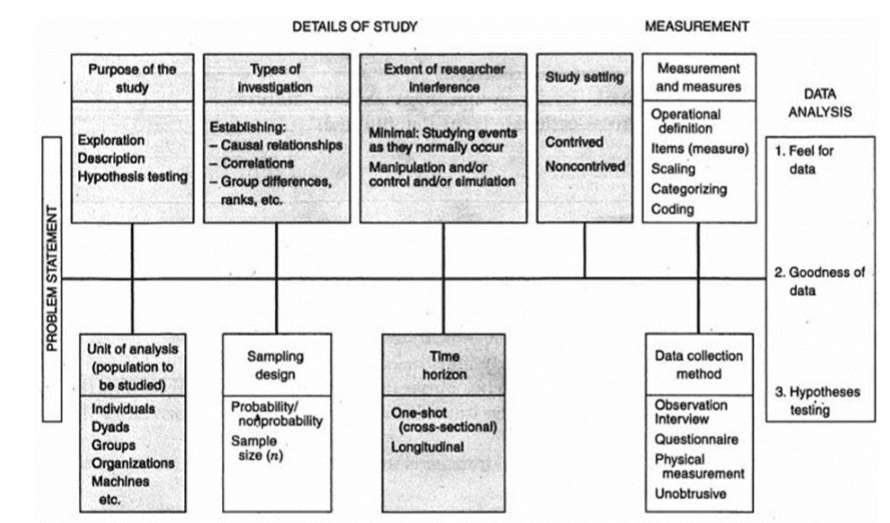 DETAILS OF STUDY
MEASUREMENT
Purpose of the
study
Exploration
Description
Hypothesis testing
Types of
investigation
Establishing:
– Causal relationships
– Correlations
– Group differences,
ranks, etc.
Extent of researcher
interference
Minimal: Studying events
as they normally occur
Manipulation and/or
control and/or simulation
Study setting
Contrived
Noncontrived
Measurement
and measures
Operational
definition
Items (measure)
Scaling
Categorizing
Coding
DATA
ANALYSIS
1. Feel for
data
2. Goodness of
data
3. Hypotheses
testing
PROBLEM STATEMENT
Unit of analysis
(population to
be studied)
Individuals
Dyads
Groups
Organizations
Machines
etc.
Sampling
design
Probability/
nonprobability
Sample
size (n)
Time
horizon
One-shot
(cross-sectional)
Longitudinal
Data collection
method
Observation
Interview
Questionnaire
Physical
measurement
Unobtrusive